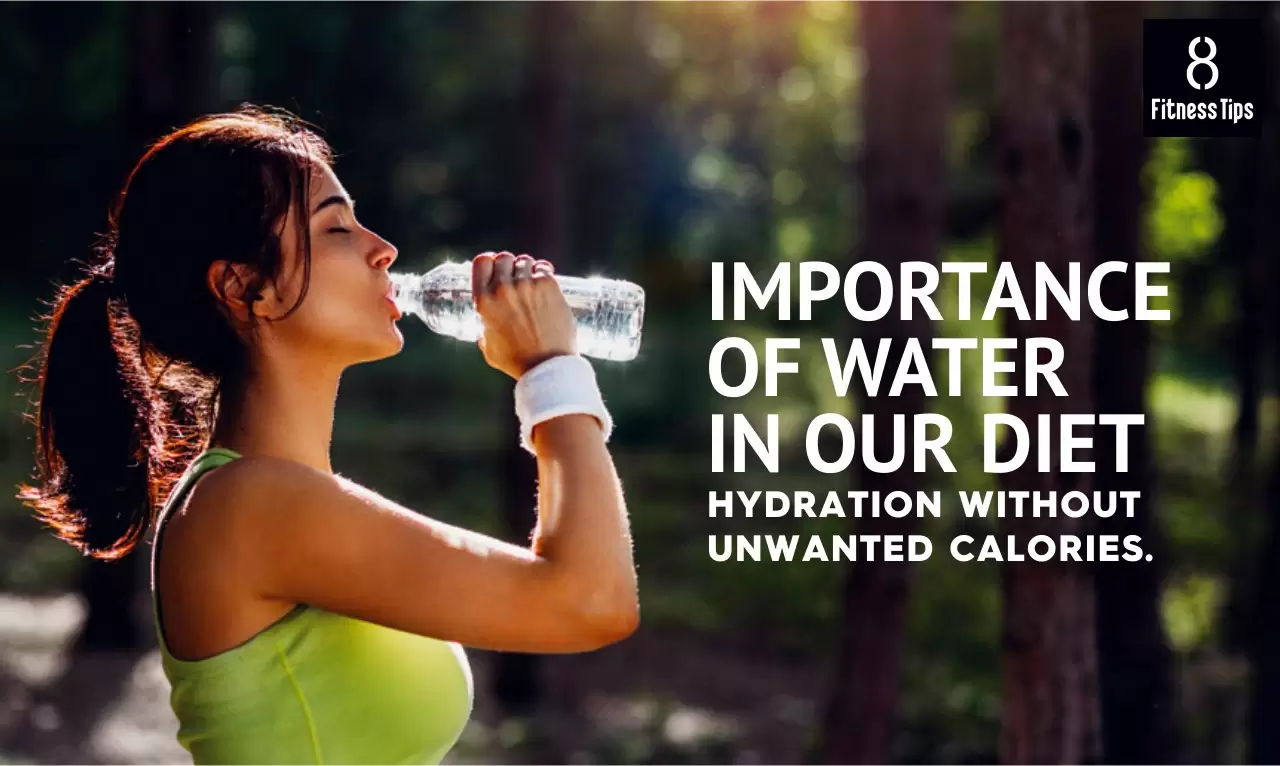 8
Fitness Tips
IMPORTANCE
OF WATER
IN OUR DIET
HYDRATION WITHOUT
UNWANTED CALORIES.